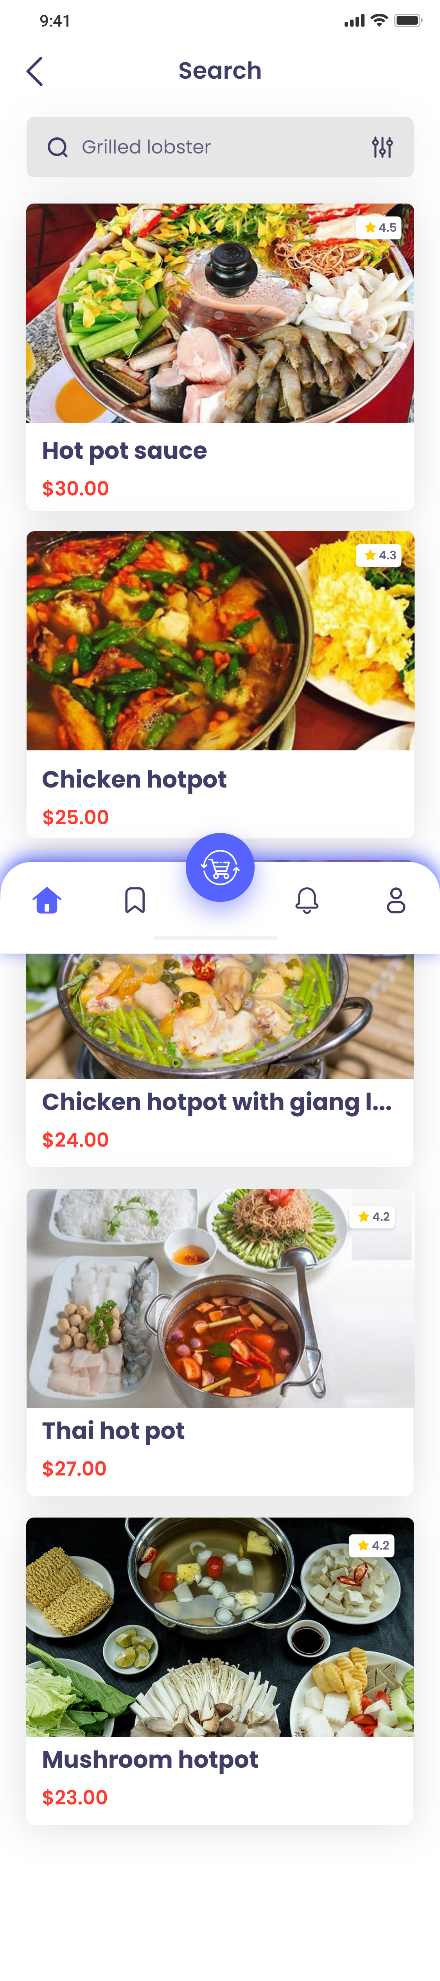 9:41
Search
Grilled lobster
4.5
Hot pot sauce
$30.00
4.3
Chicken hotpot
$25.00
Chicken hotpot with giang l...
$24.00
4.2
Thai hot pot
$27.00
4.2
Mushroom hotpot
$23.00